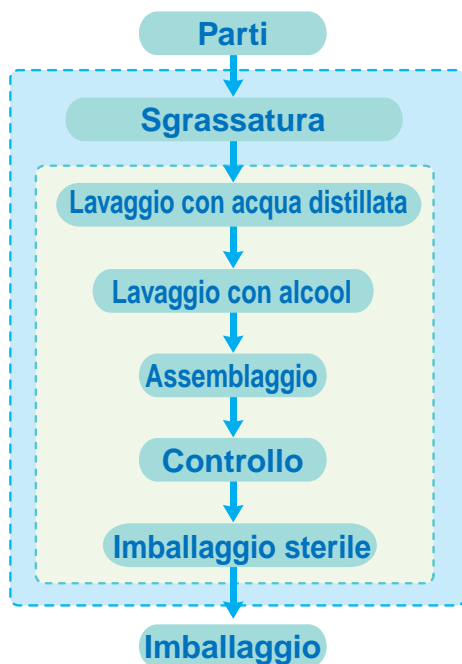 Parti
Sgrassatura
Lavaggio con acqua distillata
Lavaggio con alcool
Assemblaggio
Controllo
Imballaggio sterile
Imballaggio